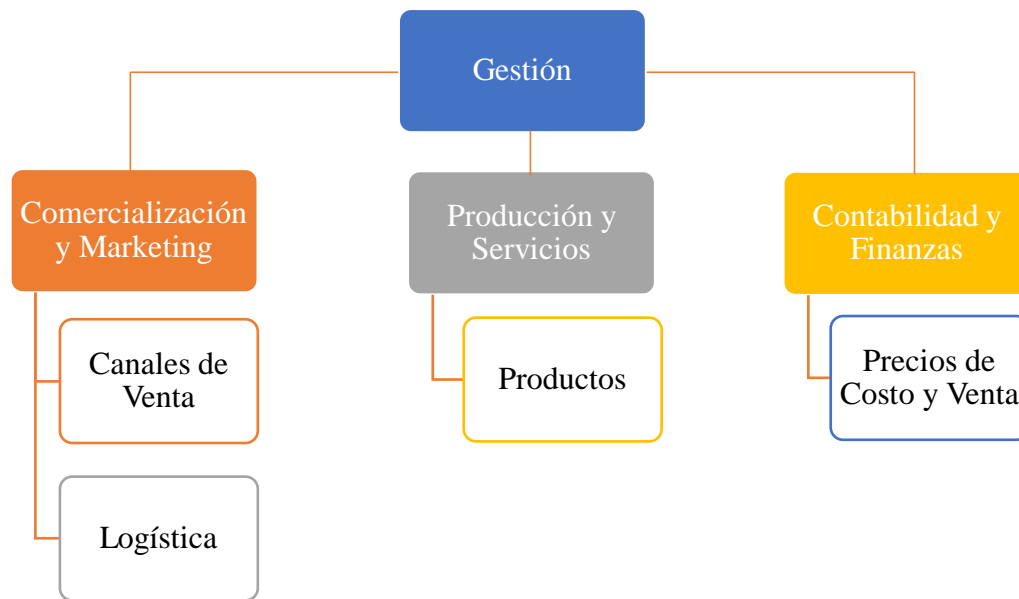 Gestión
Comercialización
y Marketing
Producción y
Servicios
Contabilidad y
Finanzas
Canales de
Venta
Productos
Precios de
Costo y Venta
Logística